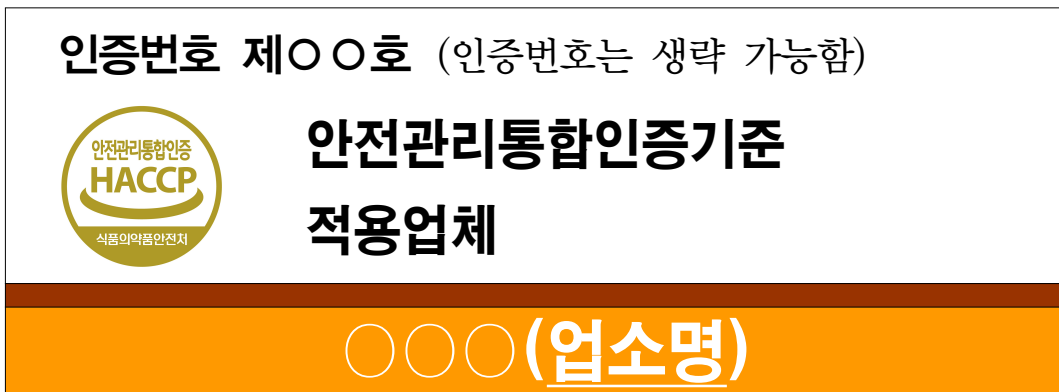 인증번호 제○○호 (인증번호는 생략 가능함)
안전관리통합인증
HACCP
식품의약품안전처
안전관리통합인증기준
적용업체
○○○(업소명)